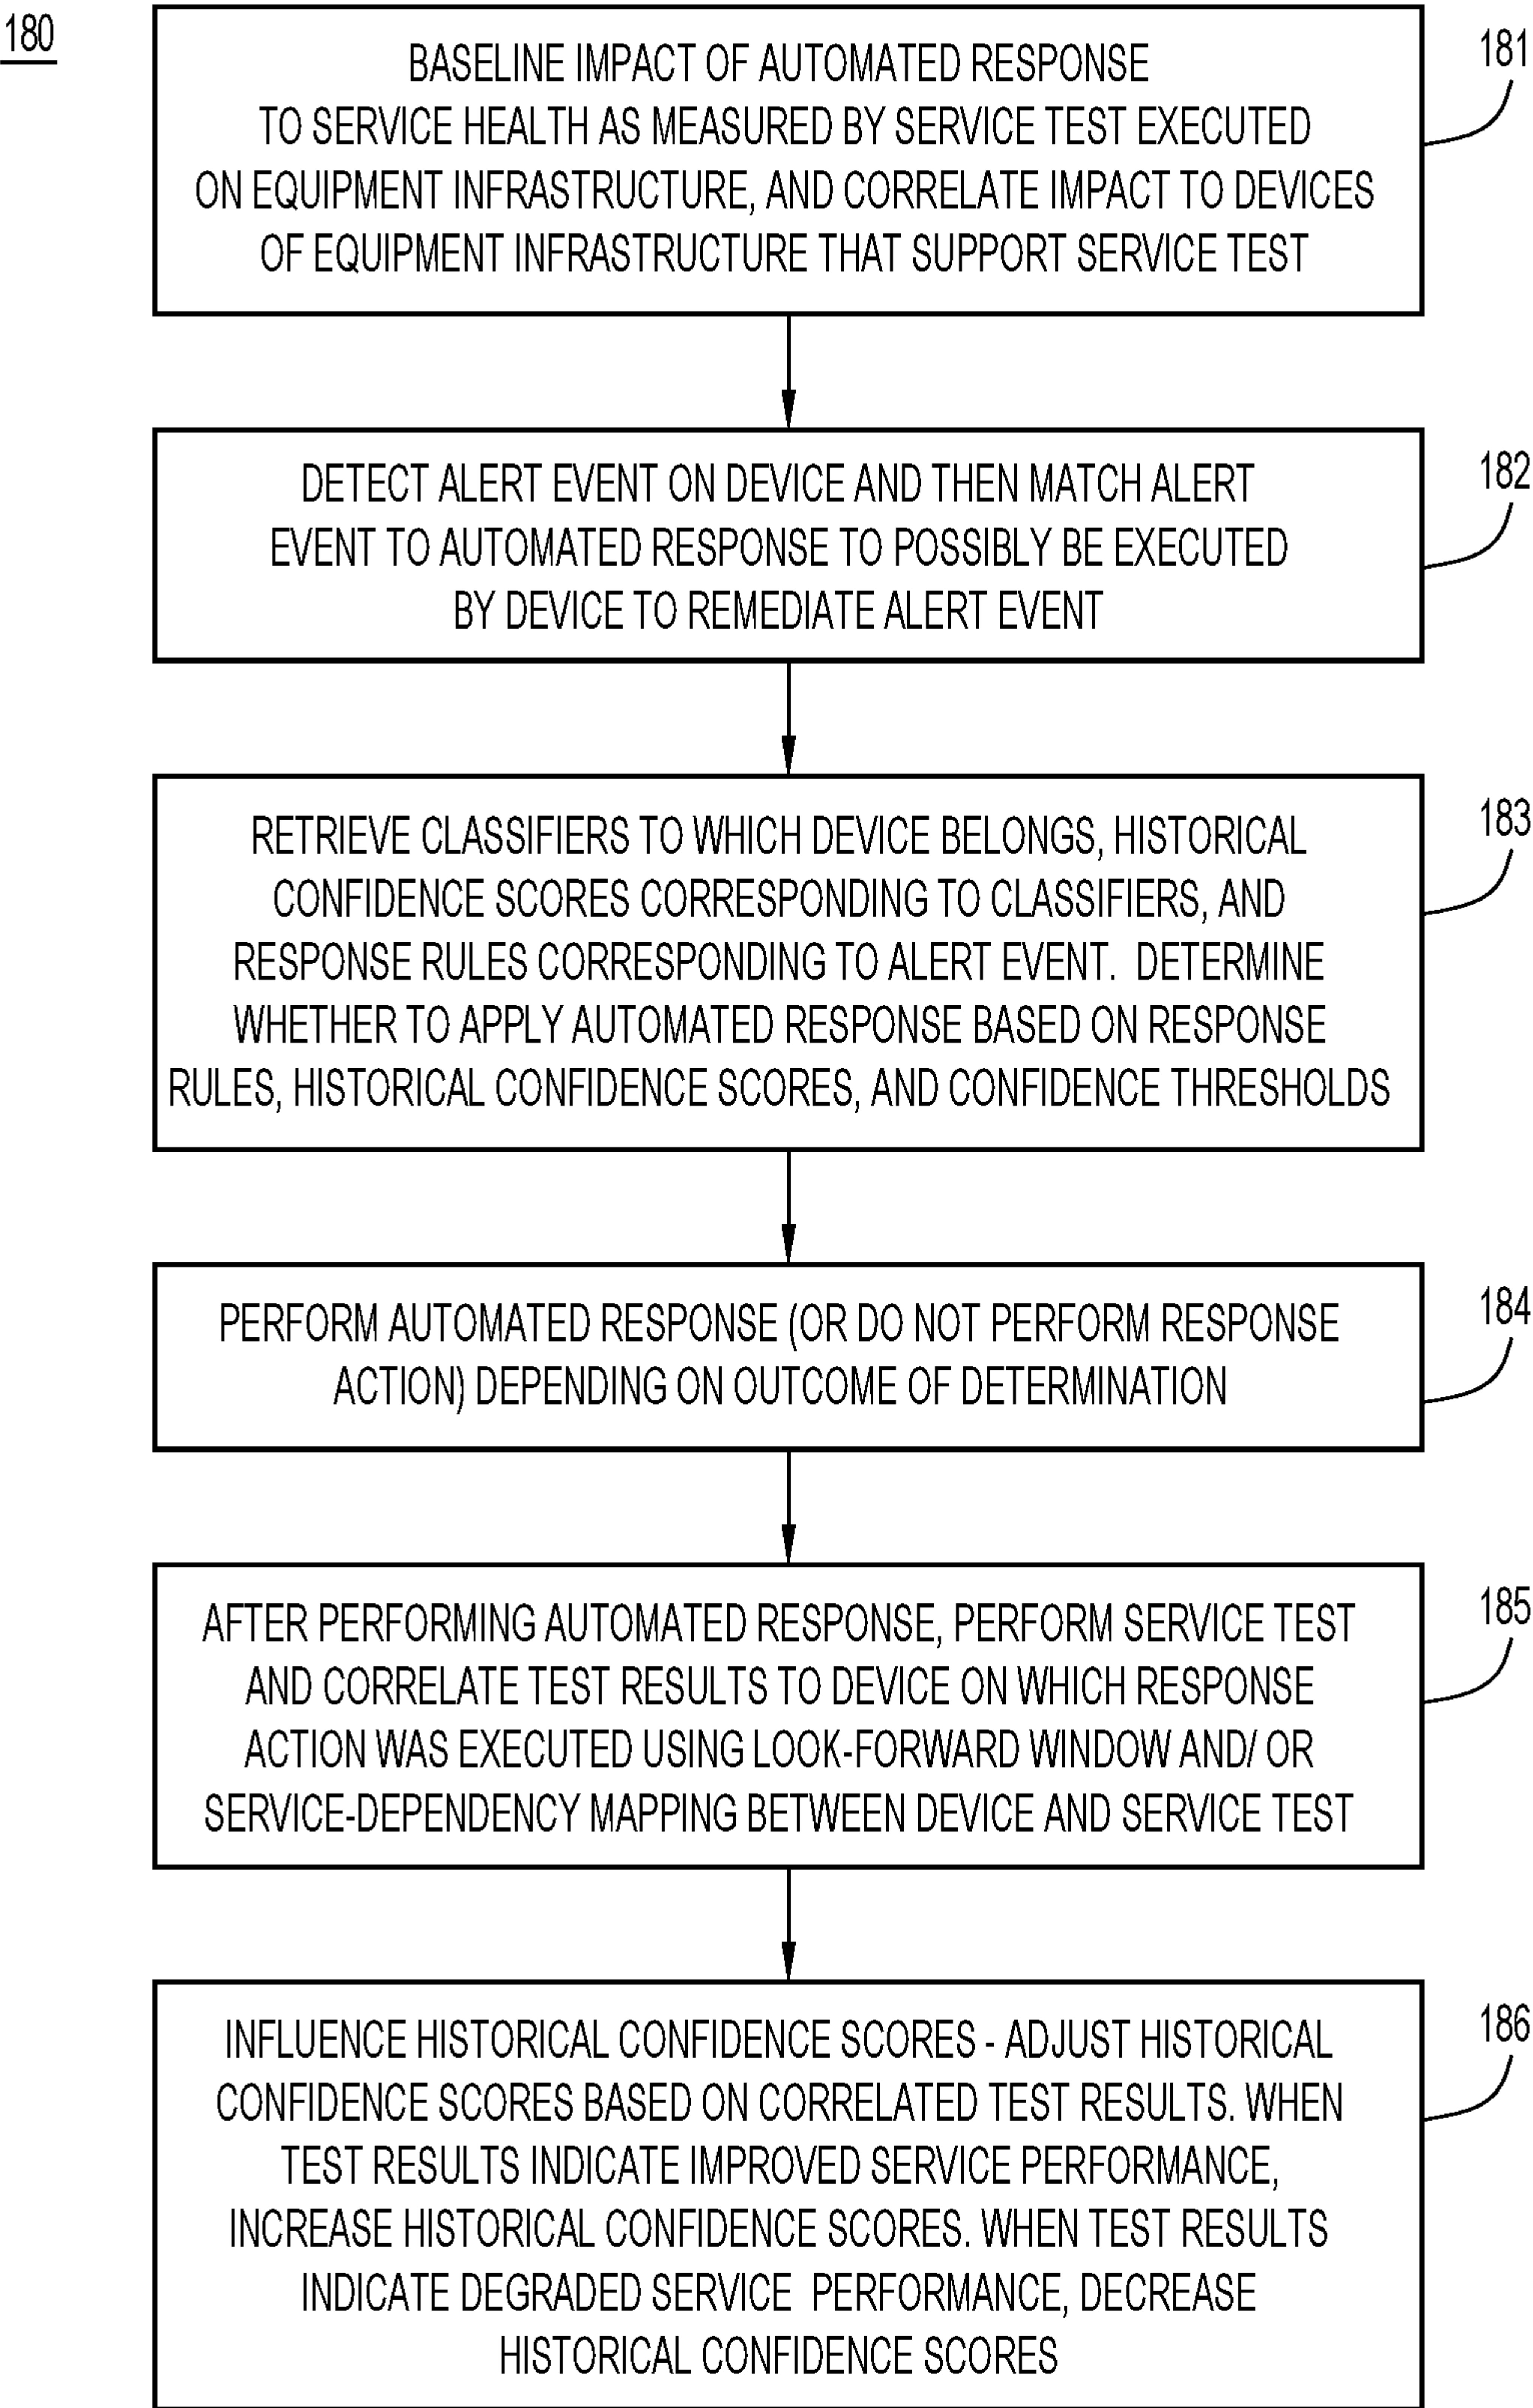 180
181
BASELINE IMPACT OF AUTOMATED RESPONSE
TO SERVICE HEALTH AS MEASURED BY SERVICE TEST EXECUTED
ON EQUIPMENT INFRASTRUCTURE, AND CORRELATE IMPACT TO DEVICES
OF EQUIPMENT INFRASTRUCTURE THAT SUPPORT SERVICE TEST
182
DETECT ALERT EVENT ON DEVICE AND THEN MATCH ALERT
EVENT TO AUTOMATED RESPONSE TO POSSIBLY BE EXECUTED
BY DEVICE TO REMEDIATE ALERT EVENT
183
RETRIEVE CLASSIFIERS TO WHICH DEVICE BELONGS, HISTORICAL
CONFIDENCE SCORES CORRESPONDING TO CLASSIFIERS, AND
RESPONSE RULES CORRESPONDING TO ALERT EVENT.  DETERMINE
WHETHER TO APPLY AUTOMATED RESPONSE BASED ON RESPONSE
RULES, HISTORICAL CONFIDENCE SCORES, AND CONFIDENCE THRESHOLDS
184
PERFORM AUTOMATED RESPONSE (OR DO NOT PERFORM RESPONSE
ACTION) DEPENDING ON OUTCOME OF DETERMINATION
185
AFTER PERFORMING AUTOMATED RESPONSE, PERFORM SERVICE TEST
AND CORRELATE TEST RESULTS TO DEVICE ON WHICH RESPONSE
ACTION WAS EXECUTED USING LOOK-FORWARD WINDOW AND/ OR
SERVICE-DEPENDENCY MAPPING BETWEEN DEVICE AND SERVICE TEST
186
INFLUENCE HISTORICAL CONFIDENCE SCORES - ADJUST HISTORICAL
CONFIDENCE SCORES BASED ON CORRELATED TEST RESULTS. WHEN
TEST RESULTS INDICATE IMPROVED SERVICE PERFORMANCE,
INCREASE HISTORICAL CONFIDENCE SCORES. WHEN TEST RESULTS
INDICATE DEGRADED SERVICE  PERFORMANCE, DECREASE
HISTORICAL CONFIDENCE SCORES